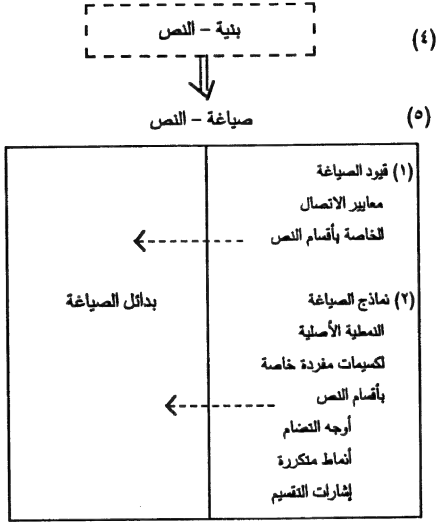 (٤) بنية – النص
(٥) صياغة – النص
(١) قيود الصياغة
معايير الاتصال
الخاصة بأقسام النص
(٢) نماذج الصياغة
بدائل الصياغة
النمطية الأصلية
لكسيمات مفردة خاصة
بأقسام النص
أوجه التضام
أنماط متكررة
إشارات التقسيم